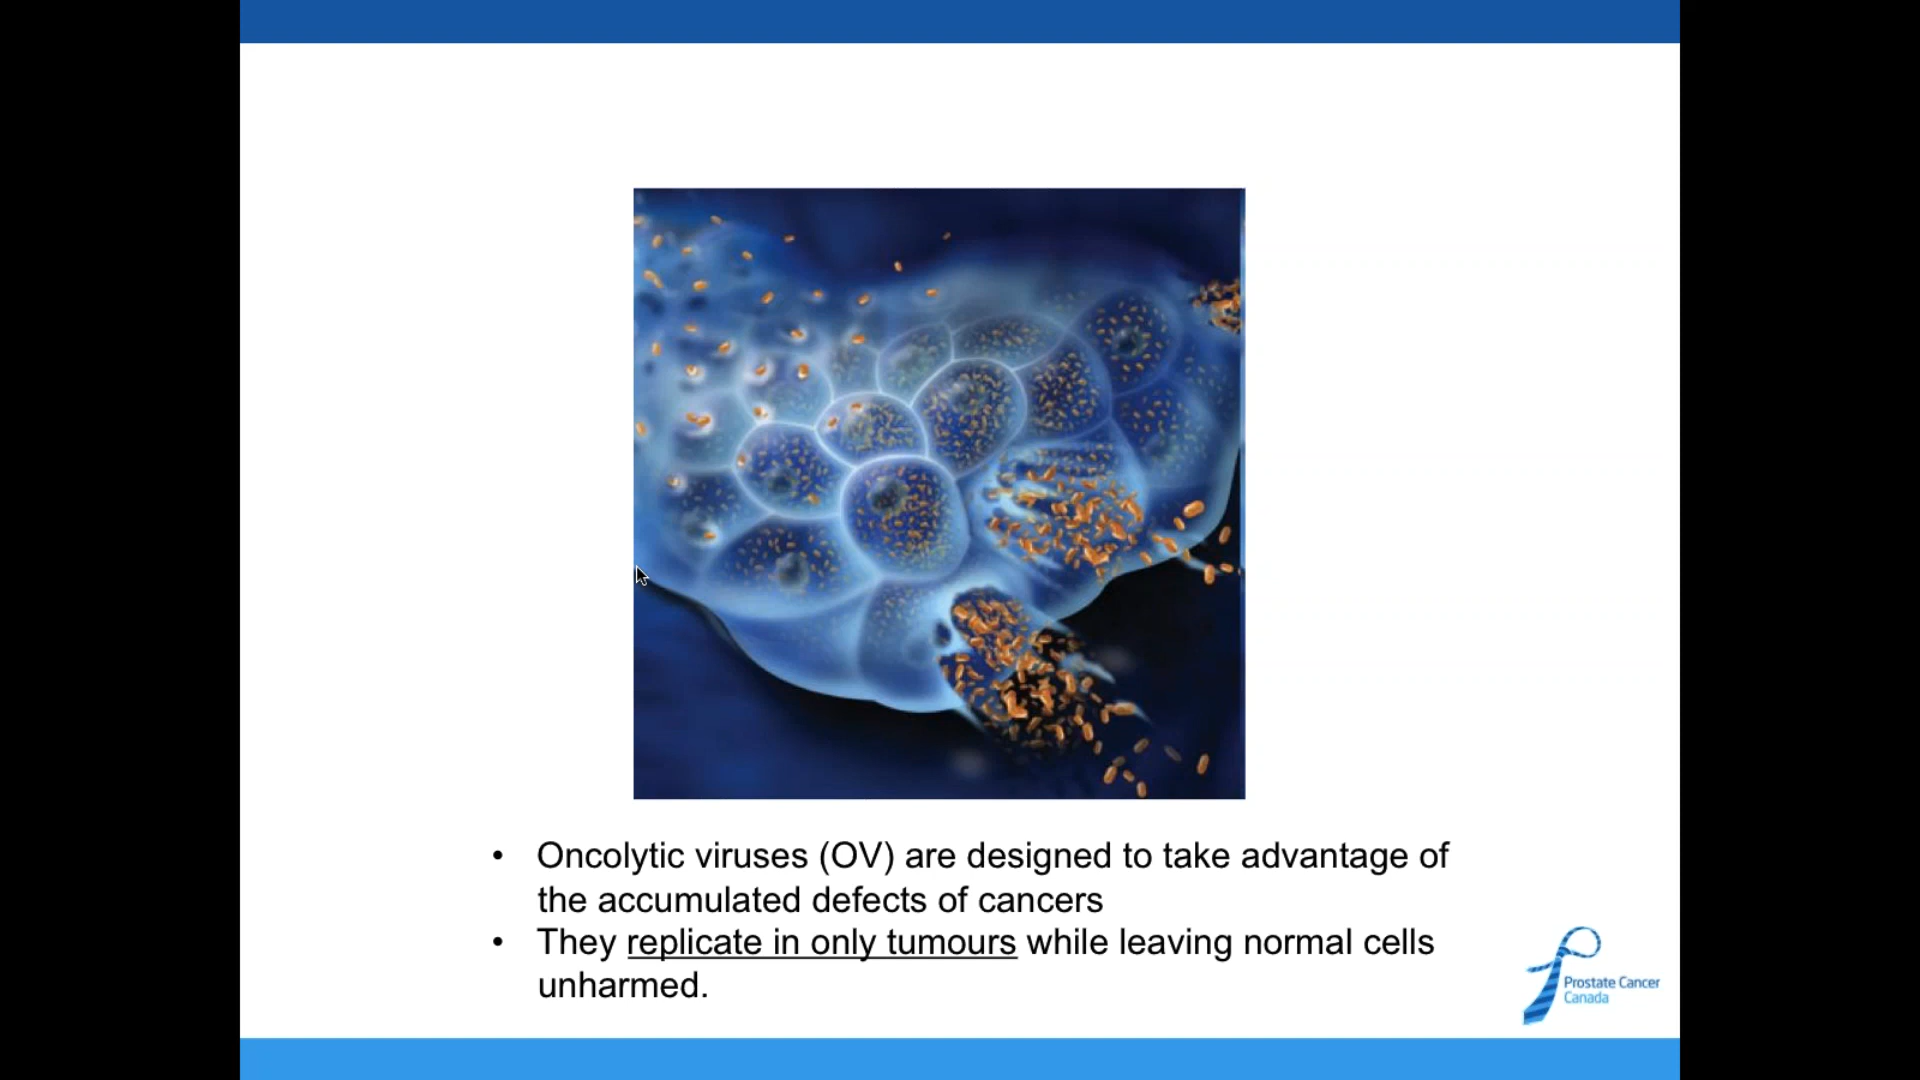 • Oncolytic viruses (OV) are designed to take advantage of
the accumulated defects of cancers
• They replicate in only tumours while leaving normal cells
unharmed.
Prostate Cancer
Canada